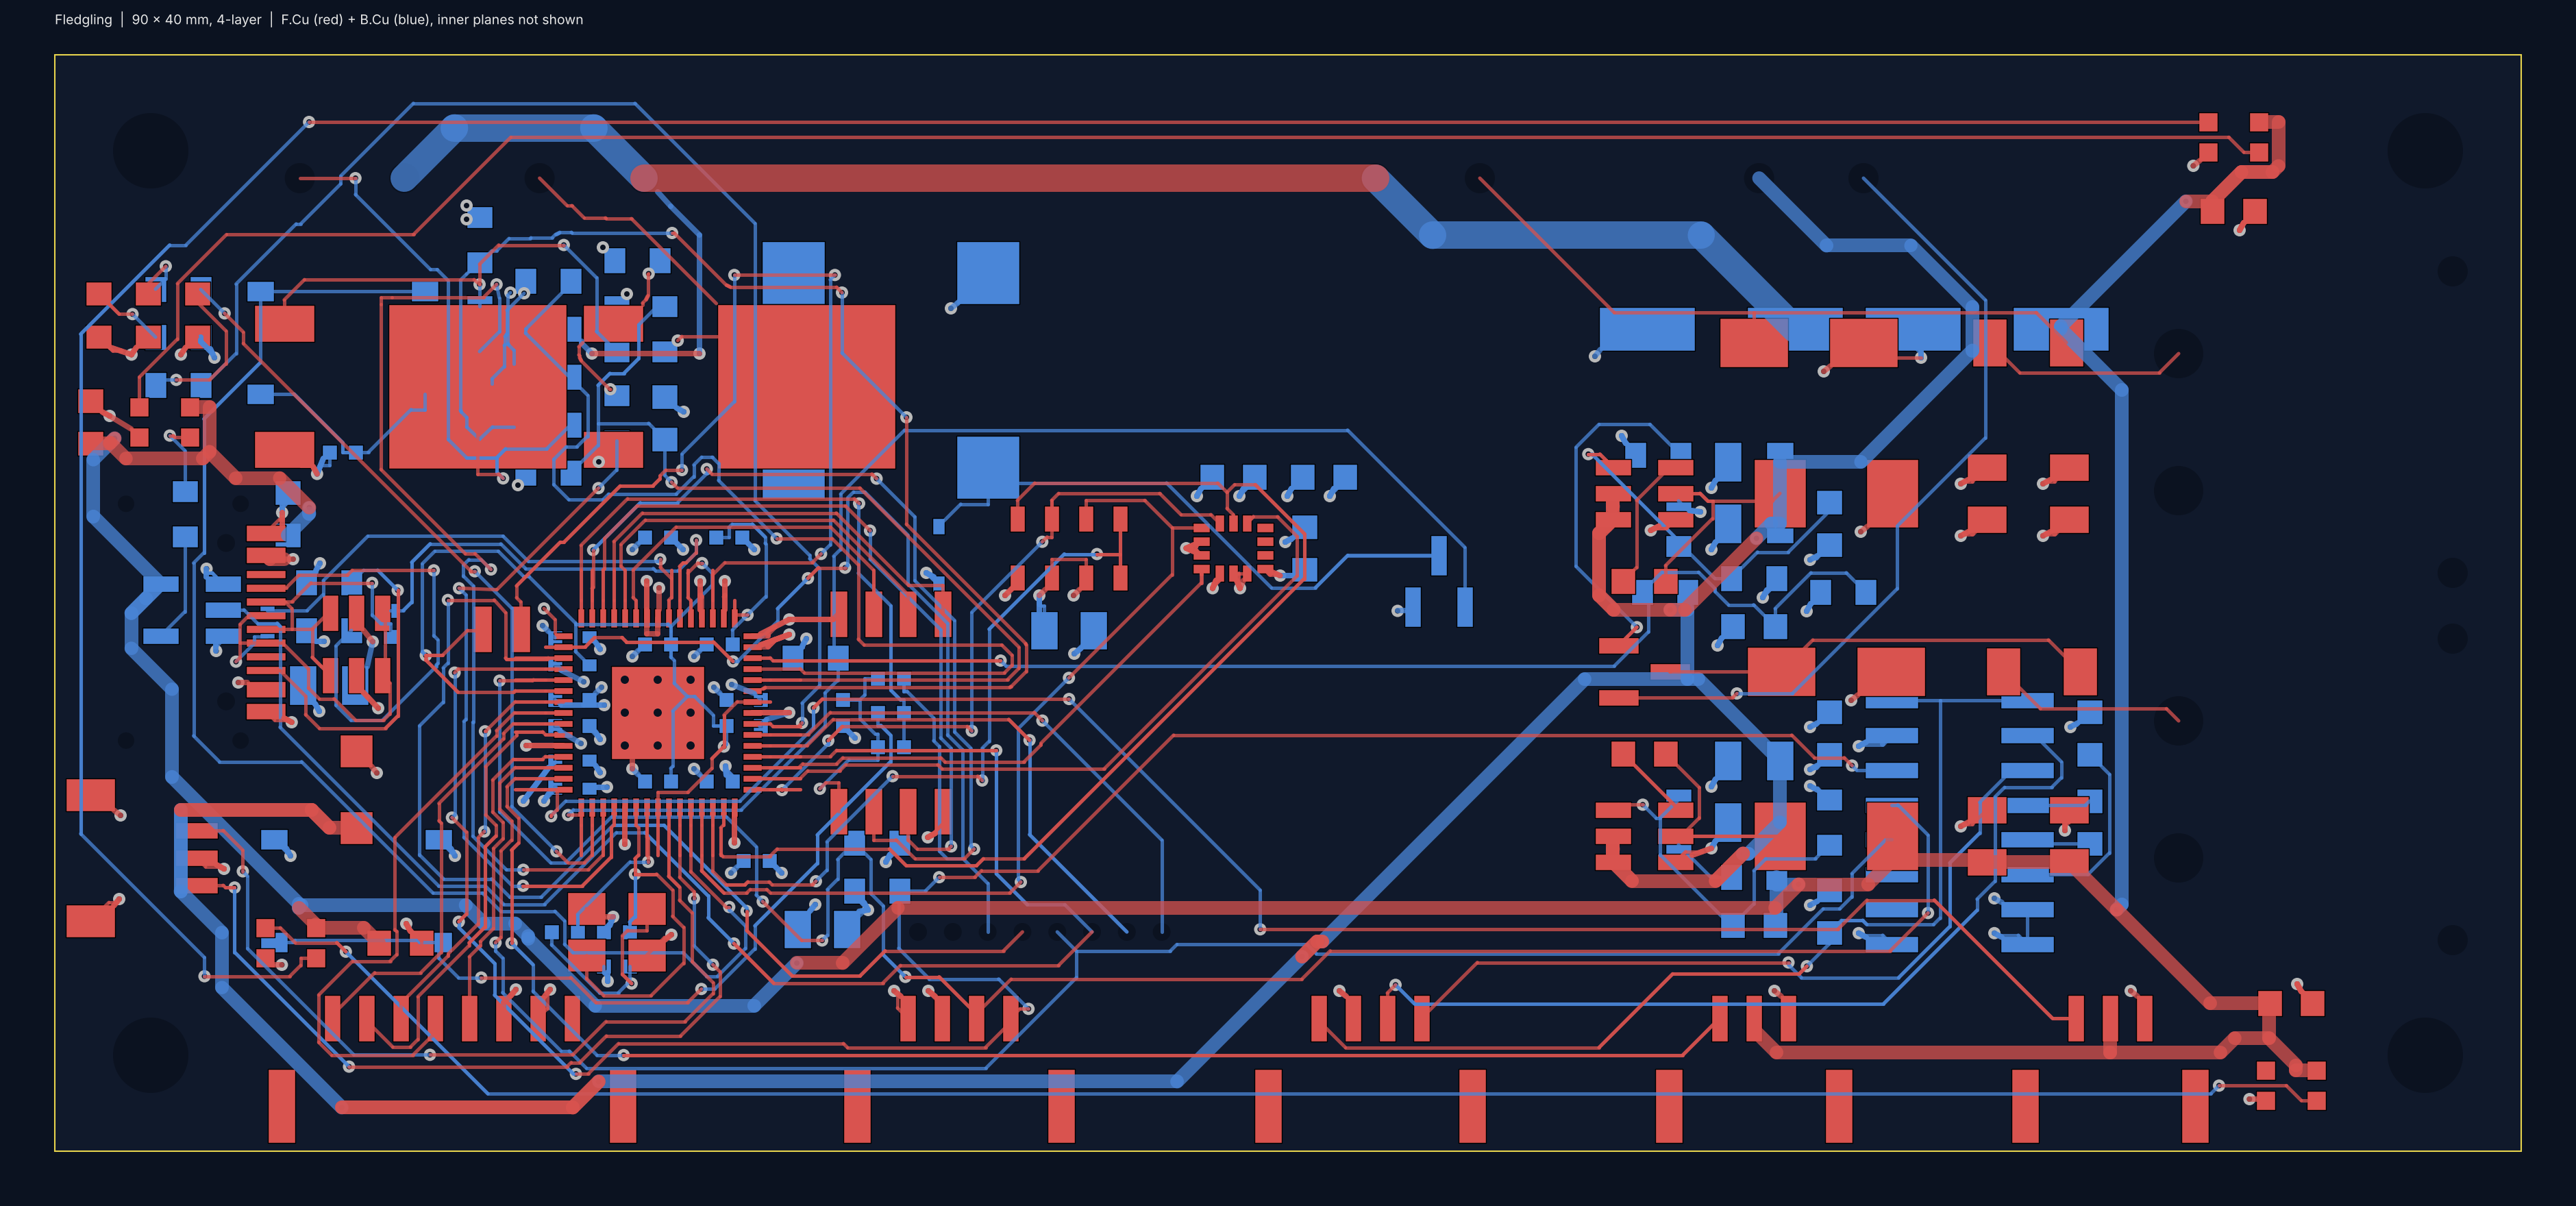 Fledgling | 90 × 40 mm, 4-layer | F.Cu (red) + B.Cu (blue), inner planes not shown